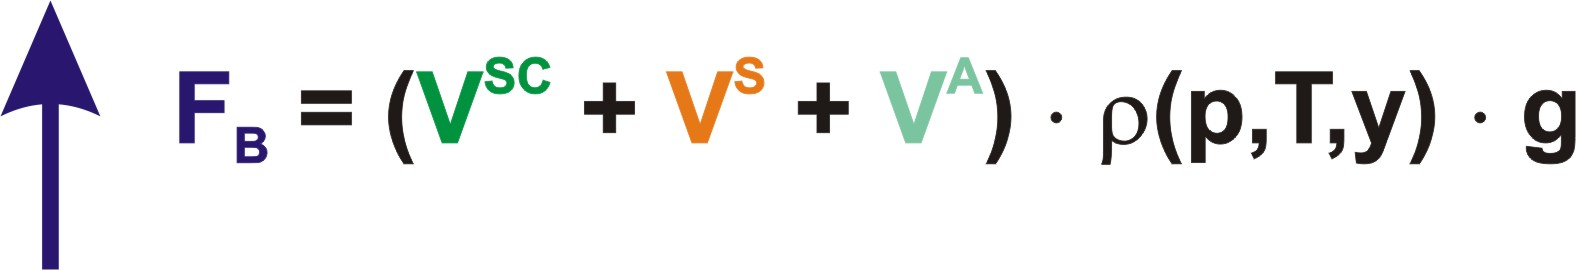 F_B = (V^SC + V^S + V^A) · ρ(p,T,y) · g